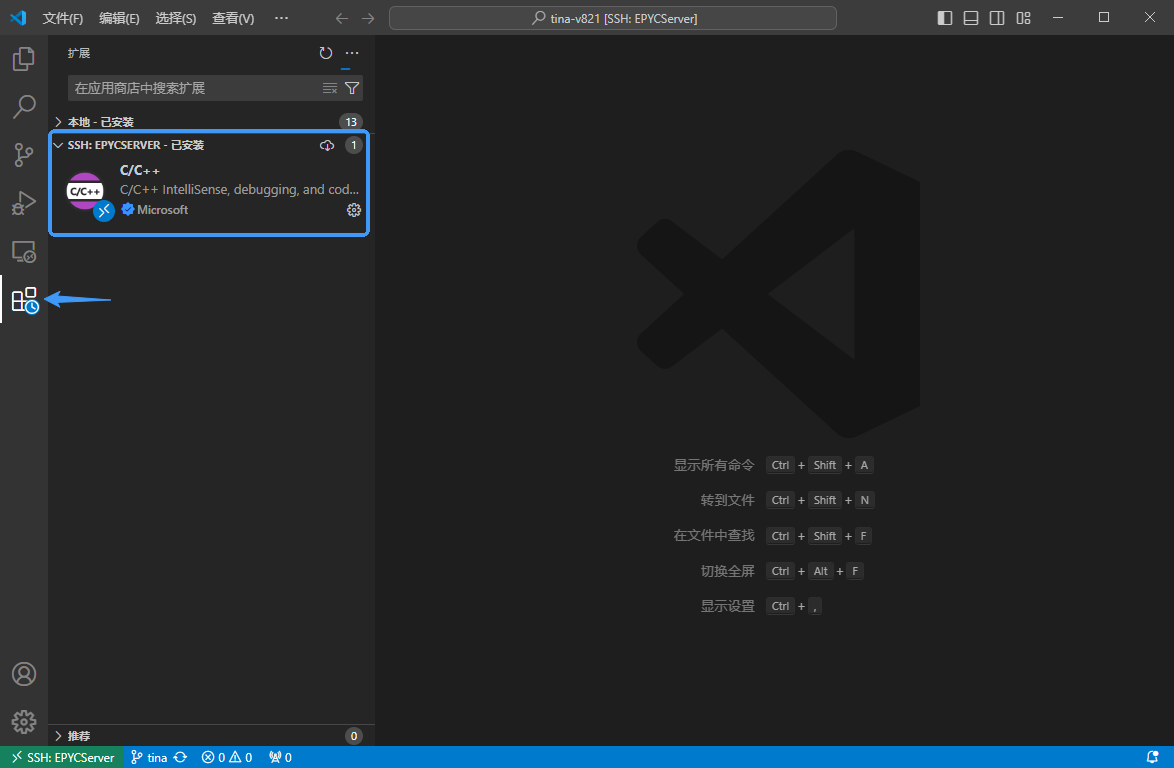 文件(F) 编辑(E) 选择(S) 查看(V) ··· tina-v821 [SSH: EPYCServer]
扩展
在应用商店中搜索扩展
本地 - 已安装 13
SSH: EPYCSERVER - 已安装 1
C/C++
C/C++ C/C++ IntelliSense, debugging, and cod...
Microsoft
显示所有命令 Ctrl + Shift + A
转到文件 Ctrl + Shift + N
在文件中查找 Ctrl + Shift + F
切换全屏 Ctrl + Alt + F
显示设置 Ctrl + ,
推荐 0
SSH: EPYCServer tina 0 0 0